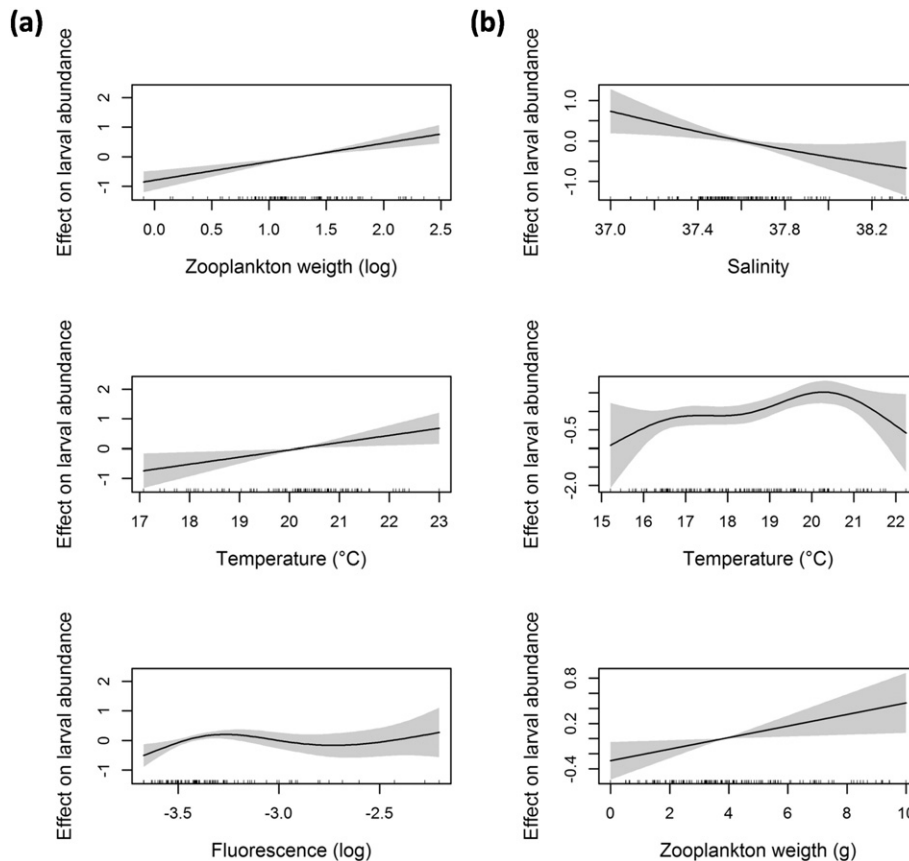 (a)
(b)
Effect on larval abundance
2
1
0
-1
0.0 0.5 1.0 1.5 2.0 2.5
Zooplankton weigth (log)
Effect on larval abundance
1.0
0.0
-1.0
37.0 37.4 37.8 38.2
Salinity
Effect on larval abundance
2
1
0
-1
17 18 19 20 21 22 23
Temperature (°C)
Effect on larval abundance
-0.5
-2.0
15 16 17 18 19 20 21 22
Temperature (°C)
Effect on larval abundance
2
1
0
-1
-3.5 -3.0 -2.5
Fluorescence (log)
Effect on larval abundance
0.8
0.2
-0.4
0 2 4 6 8 10
Zooplankton weigth (g)